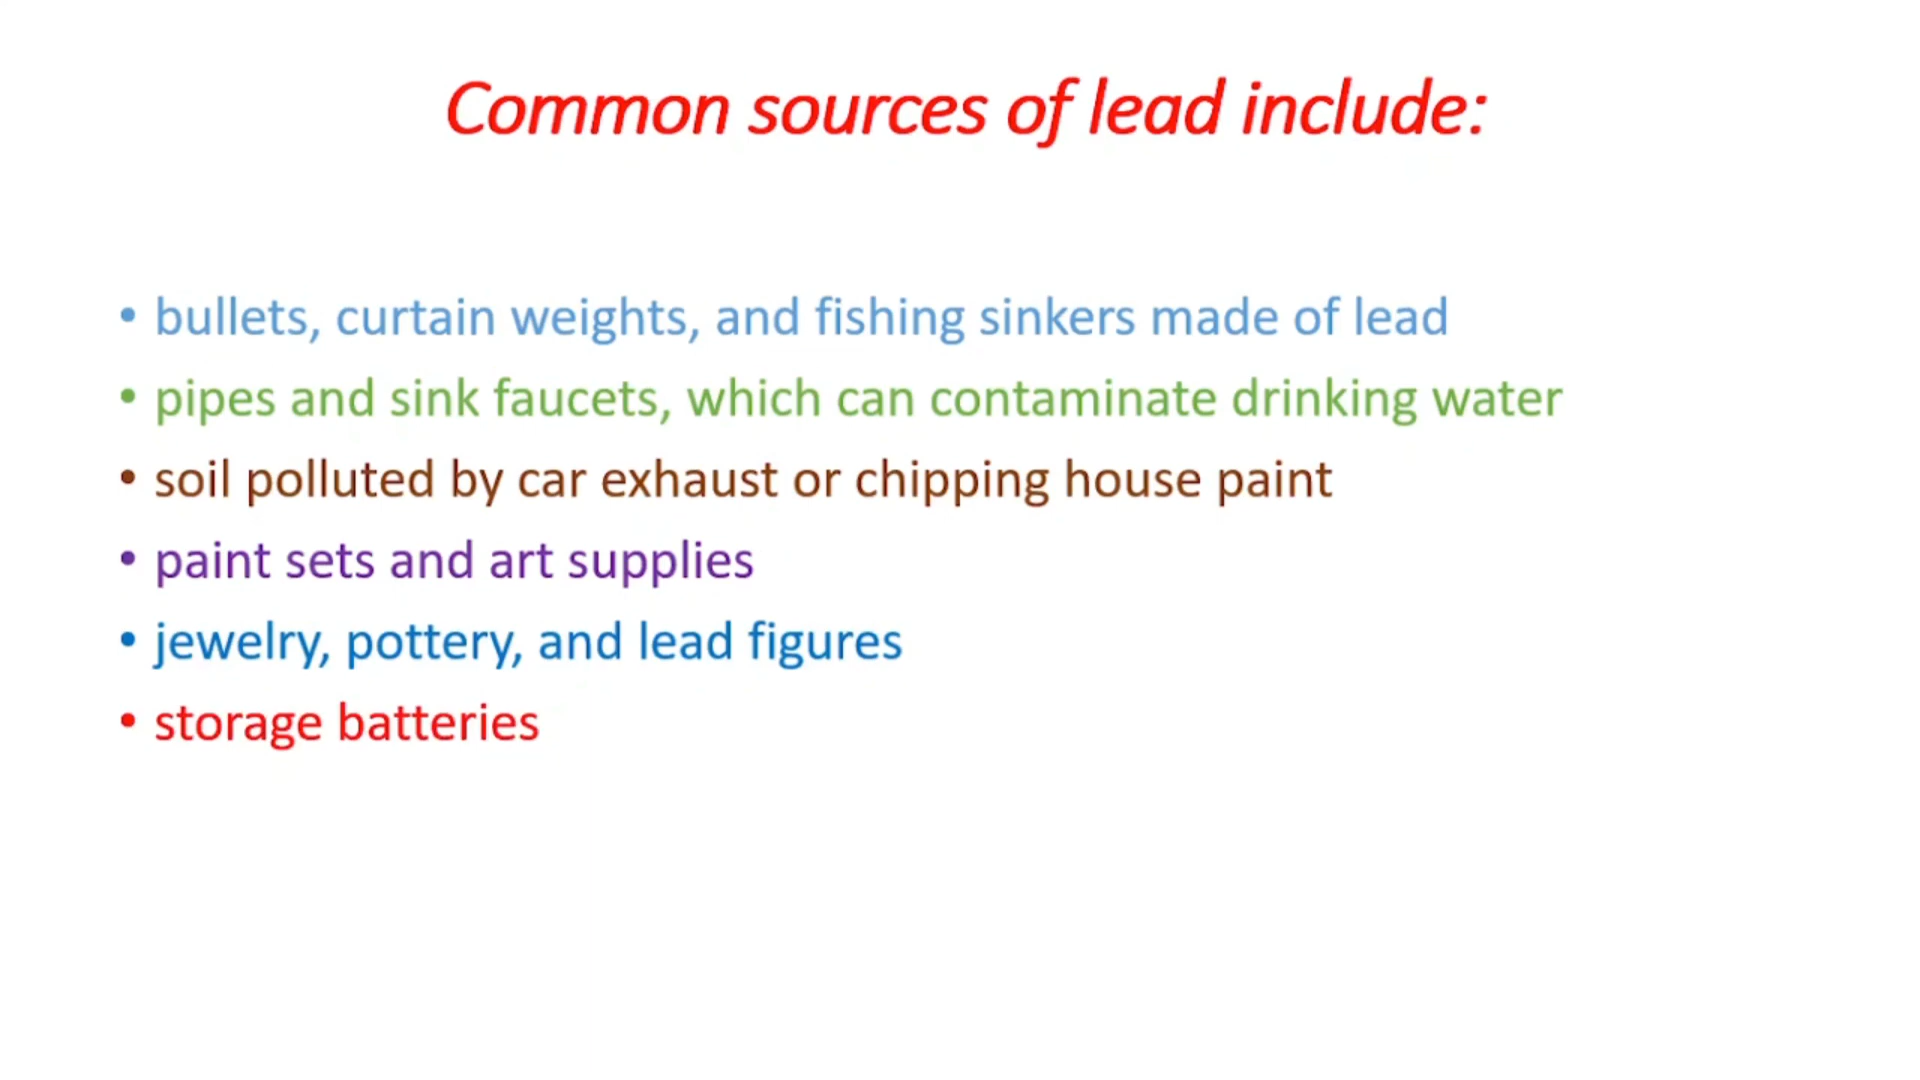 Common sources of lead include:
• bullets, curtain weights, and fishing sinkers made of lead
• pipes and sink faucets, which can contaminate drinking water
• soil polluted by car exhaust or chipping house paint
• paint sets and art supplies
• jewelry, pottery, and lead figures
• storage batteries